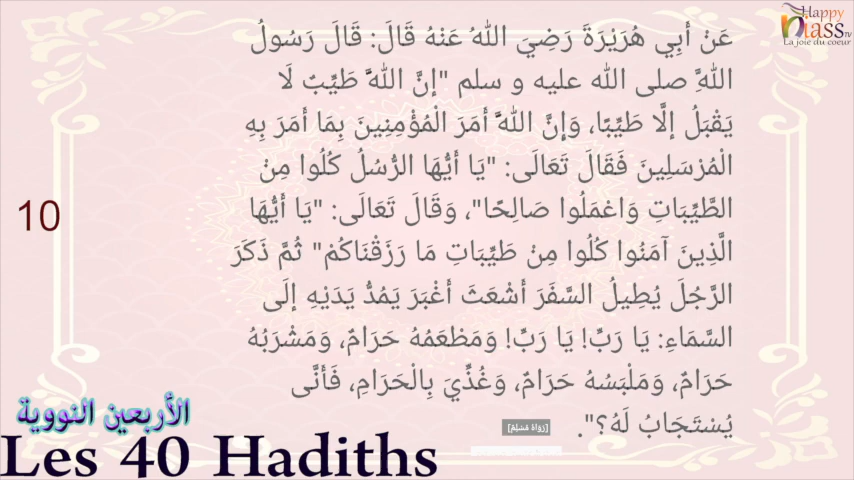 Happy
Niass TV
La joie du coeur
عَنْ أَبِي هُرَيْرَةَ رَضِيَ اللهُ عَنْهُ قَالَ: قَالَ رَسُولُ
اللَّهِ صلى الله عليه و سلم "إنَّ اللَّهَ طَيِّبٌ لَا
يَقْبَلُ إلَّا طَيِّبًا، وَإِنَّ اللَّهَ أَمَرَ الْمُؤْمِنِينَ بِمَا أَمَرَ بِهِ
الْمُرْسَلِينَ فَقَالَ تَعَالَى: "يَا أَيُّهَا الرُّسُلُ كُلُوا مِنْ
الطَّيِّبَاتِ وَاعْمَلُوا صَالِحًا"، وَقَالَ تَعَالَى: "يَا أَيُّهَا
الَّذِينَ آمَنُوا كُلُوا مِنْ طَيِّبَاتِ مَا رَزَقْنَاكُمْ" ثُمَّ ذَكَرَ
الرَّجُلَ يُطِيلُ السَّفَرَ أَشْعَثَ أَغْبَرَ يَمُدُّ يَدَيْهِ إلَى
السَّمَاءِ: يَا رَبِّ! يَا رَبِّ! وَمَطْعَمُهُ حَرَامٌ، وَمَشْرَبُهُ
حَرَامٌ، وَمَلْبَسُهُ حَرَامٌ، وَغُذِّيَ بِالْحَرَامِ، فَأَنَّى
يُسْتَجَابُ لَهُ؟".
[رَوَاهُ مُسْلِمٌ]
10
الأربعين النووية
Les 40 Hadiths